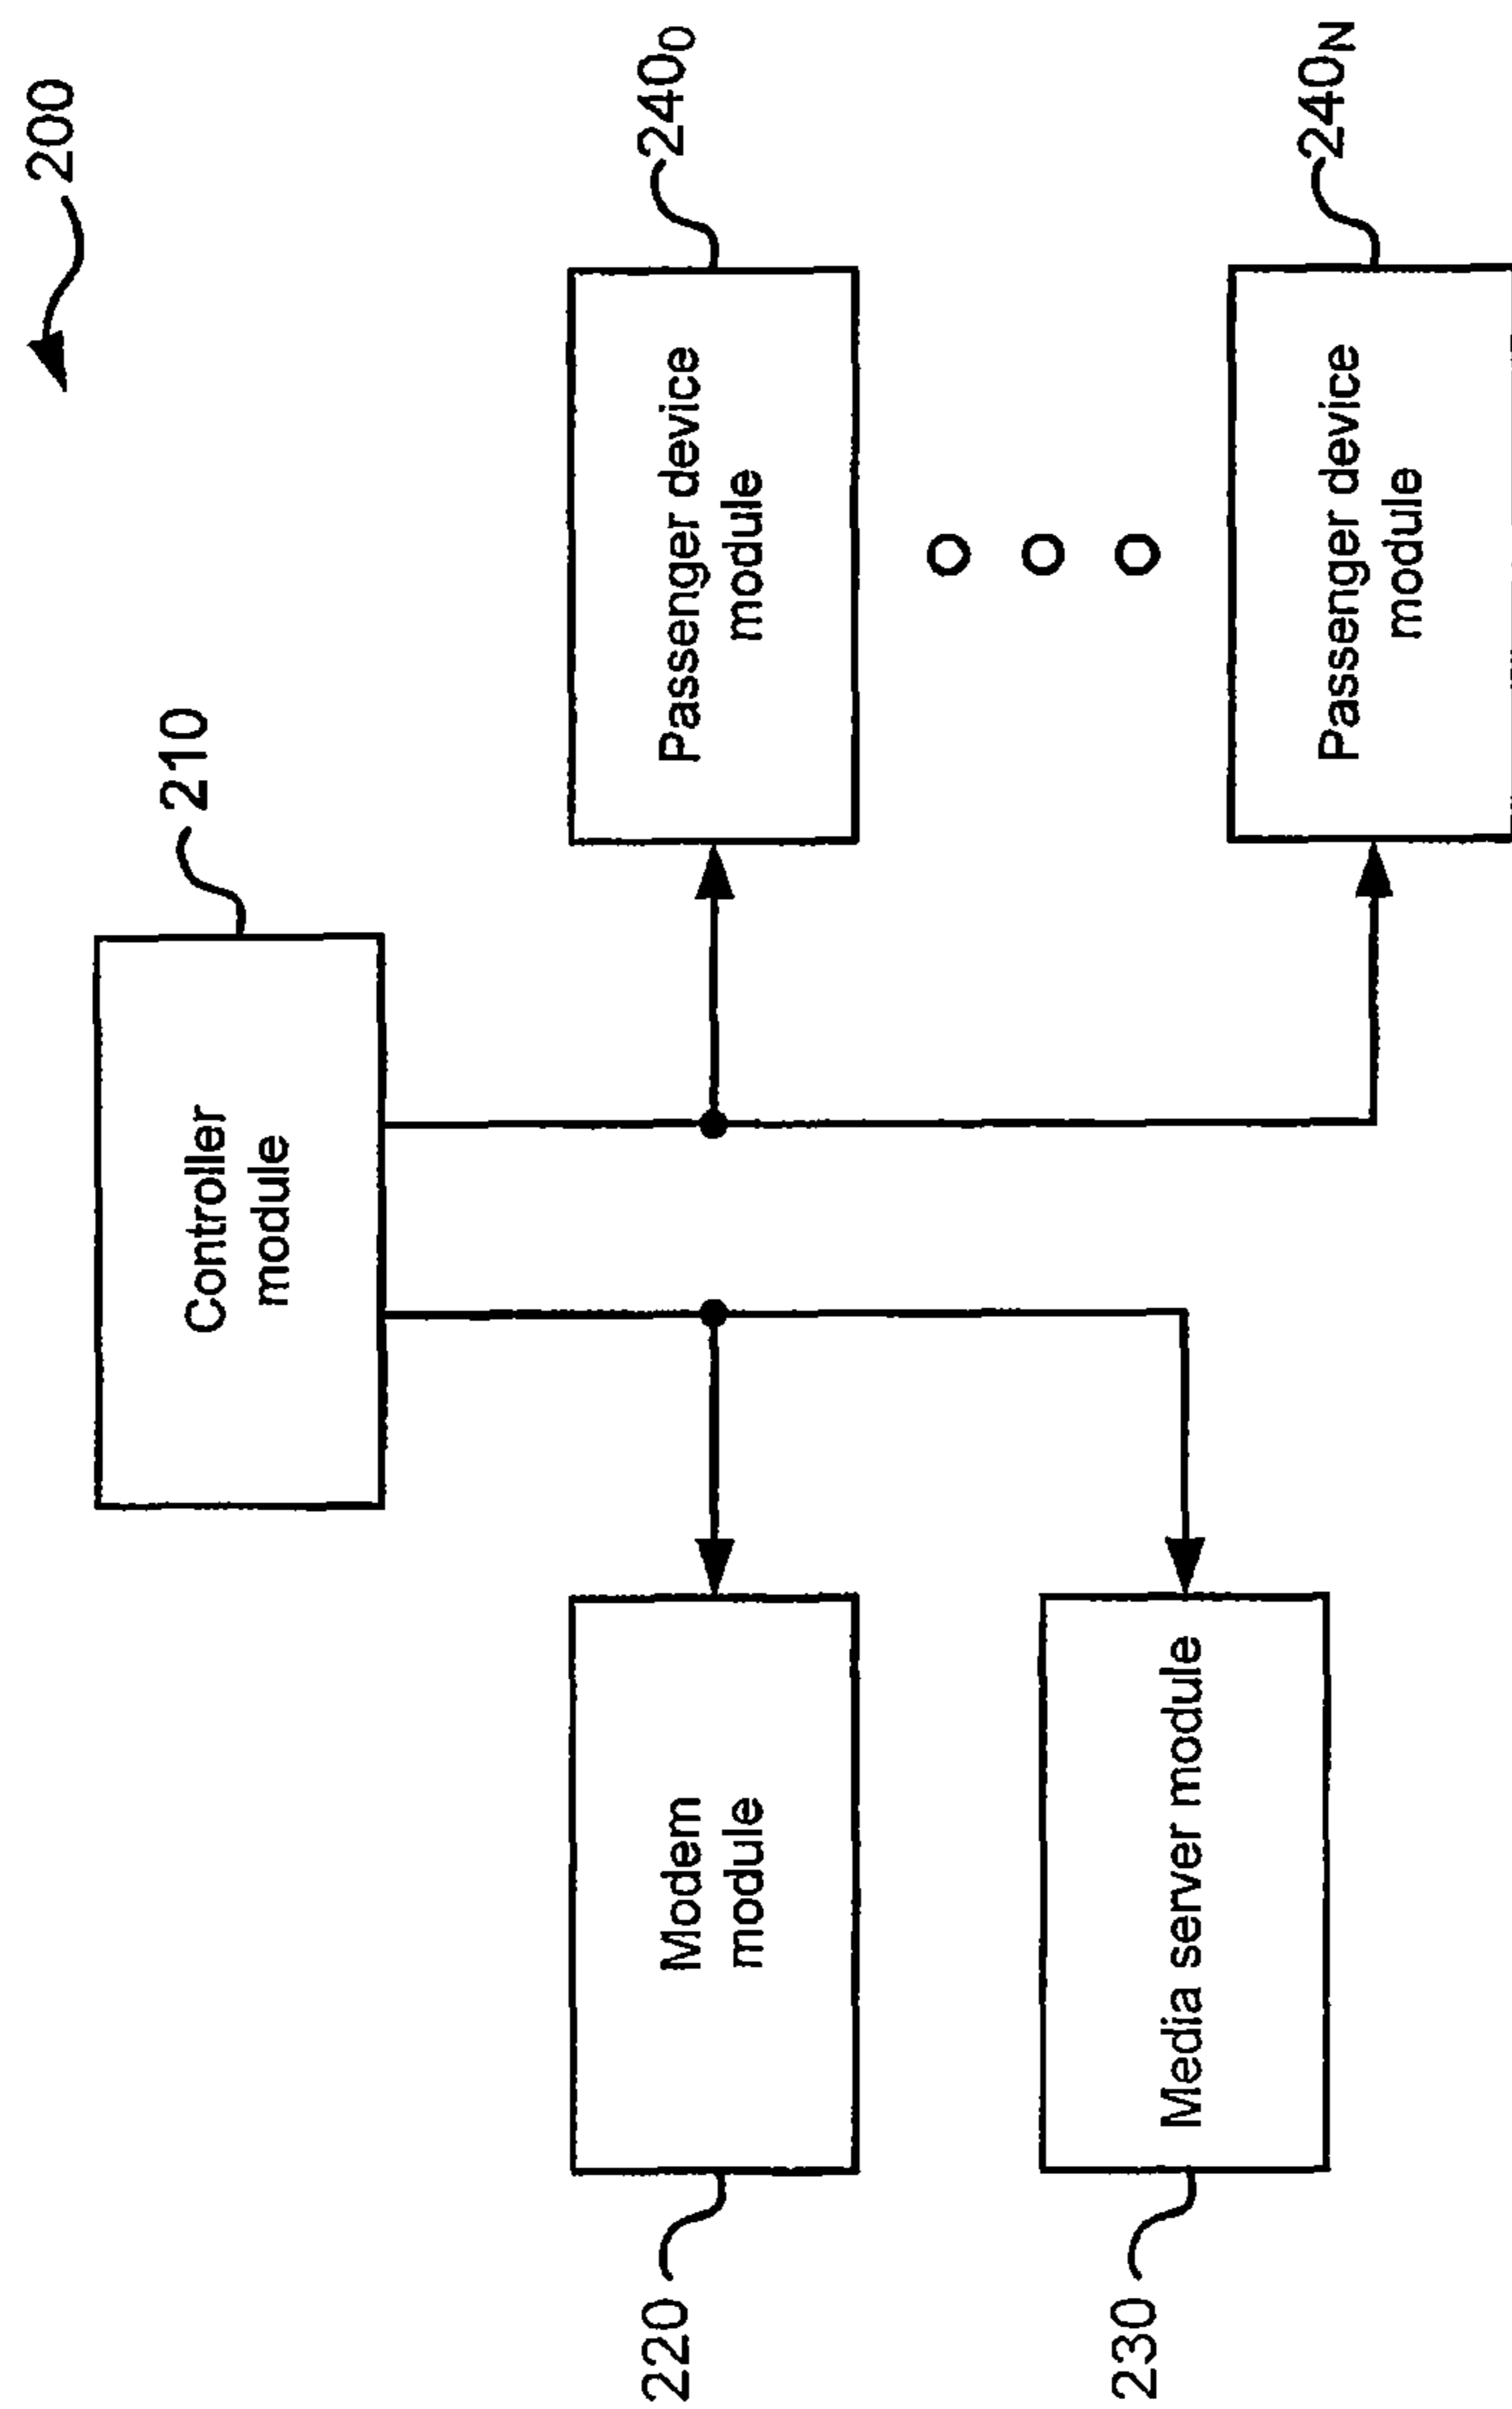 200
210
Controller
module
240₀
Passenger device
module
Modem
module
220
Media server module
230
240N
Passenger device
module